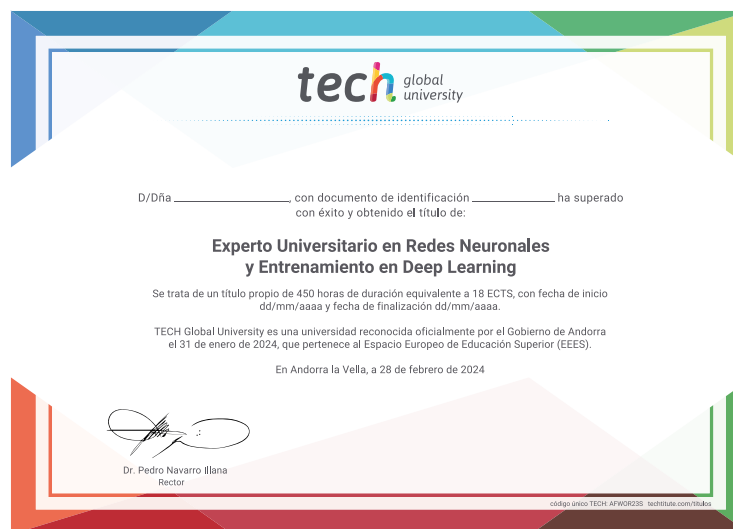 tech global university
D/Dña ____________________, con documento de identificación ______________ ha superado
con éxito y obtenido el título de:
Experto Universitario en Redes Neuronales
y Entrenamiento en Deep Learning
Se trata de un título propio de 450 horas de duración equivalente a 18 ECTS, con fecha de inicio
dd/mm/aaaa y fecha de finalización dd/mm/aaaa.
TECH Global University es una universidad reconocida oficialmente por el Gobierno de Andorra
el 31 de enero de 2024, que pertenece al Espacio Europeo de Educación Superior (EEES).
En Andorra la Vella, a 28 de febrero de 2024
Dr. Pedro Navarro Illana
Rector
código único TECH: AFWOR23S techtitute.com/titulos